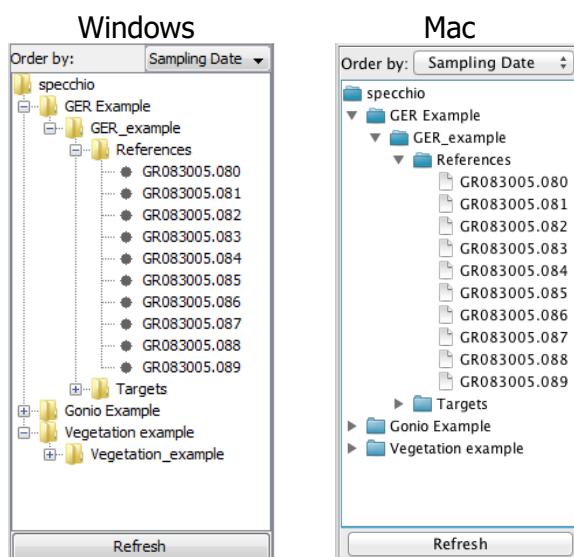 Windows
Order by: Sampling Date
specchio
GER Example
GER_example
References
GR083005.080
GR083005.081
GR083005.082
GR083005.083
GR083005.084
GR083005.085
GR083005.086
GR083005.087
GR083005.088
GR083005.089
Targets
Gonio Example
Vegetation example
Vegetation_example
Refresh
Mac
Order by: Sampling Date
specchio
GER Example
GER_example
References
GR083005.080
GR083005.081
GR083005.082
GR083005.083
GR083005.084
GR083005.085
GR083005.086
GR083005.087
GR083005.088
GR083005.089
Targets
Gonio Example
Vegetation example
Refresh